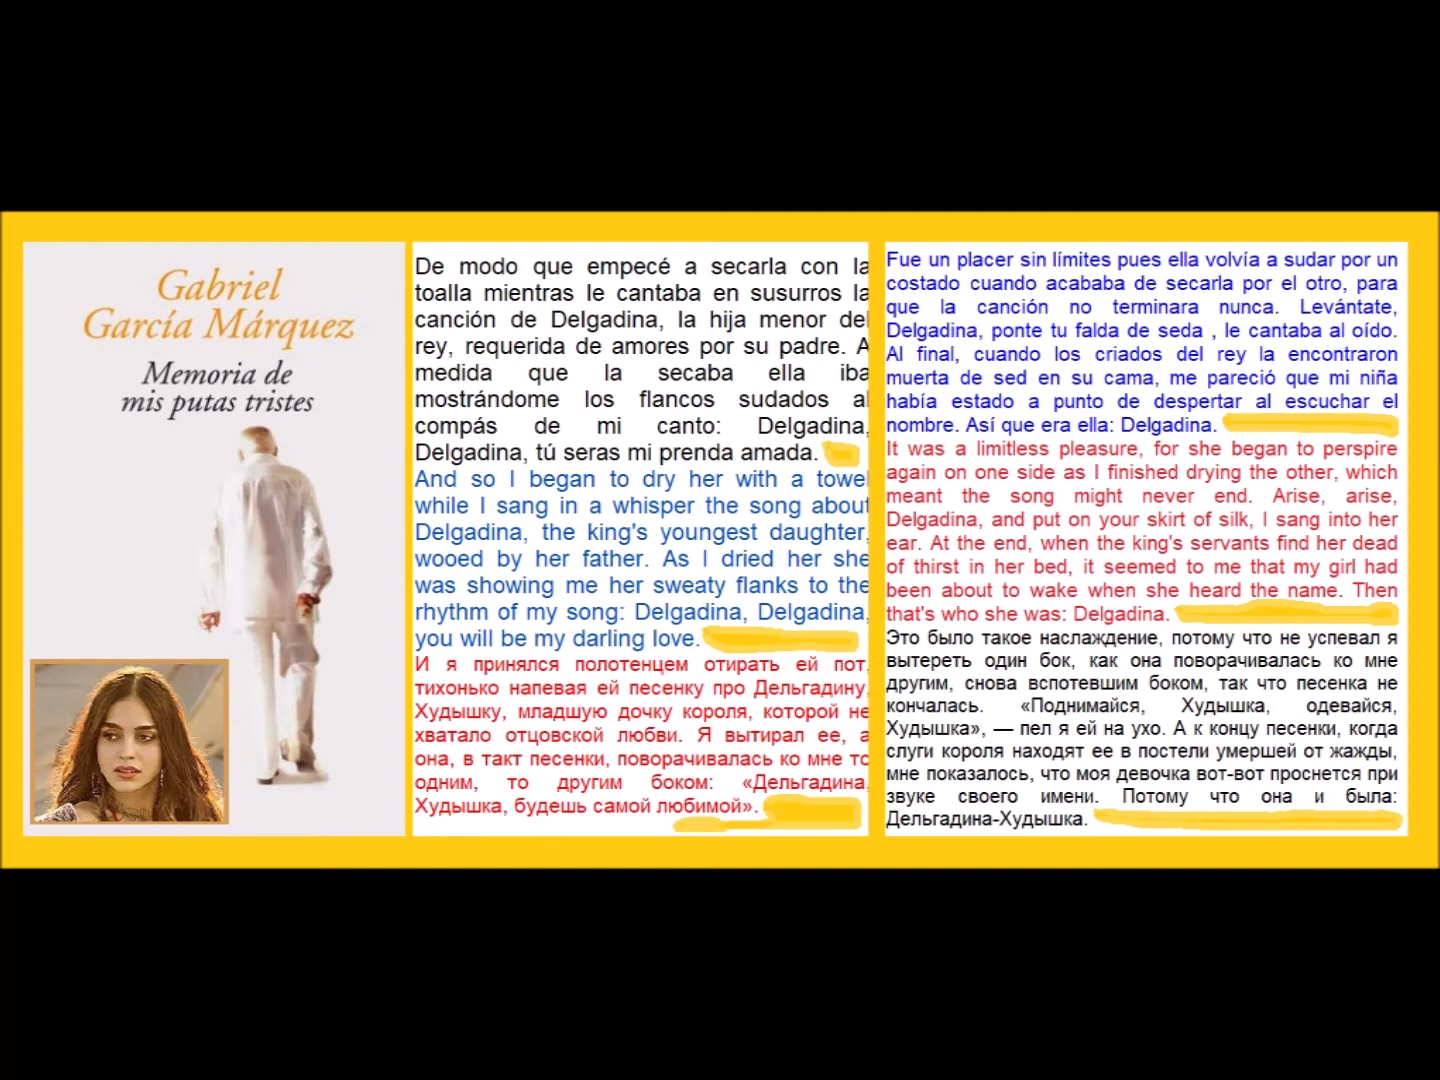 Gabriel
García Márquez
Memoria de
mis putas tristes
De modo que empecé a secarla con la
toalla mientras le cantaba en susurros la
canción de Delgadina, la hija menor del
rey, requerida de amores por su padre. A
medida que la secaba ella iba
mostrándome los flancos sudados al
compás de mi canto: Delgadina,
Delgadina, tú seras mi prenda amada.
And so I began to dry her with a towel
while I sang in a whisper the song about
Delgadina, the king's youngest daughter,
wooed by her father. As I dried her she
was showing me her sweaty flanks to the
rhythm of my song: Delgadina, Delgadina,
you will be my darling love.
И я принялся полотенцем отирать ей пот,
тихонько напевая ей песенку про Дельгадину,
Худышку, младшую дочку короля, которой не
хватало отцовской любви. Я вытирал ее, а
она, в такт песенки, поворачивалась ко мне то
одним, то другим боком: «Дельгадина,
Худышка, будешь самой любимой».
Fue un placer sin límites pues ella volvía a sudar por un
costado cuando acababa de secarla por el otro, para
que la canción no terminara nunca. Levántate,
Delgadina, ponte tu falda de seda , le cantaba al oído.
Al final, cuando los criados del rey la encontraron
muerta de sed en su cama, me pareció que mi niña
había estado a punto de despertar al escuchar el
nombre. Así que era ella: Delgadina.
It was a limitless pleasure, for she began to perspire
again on one side as I finished drying the other, which
meant the song might never end. Arise, arise,
Delgadina, and put on your skirt of silk, I sang into her
ear. At the end, when the king's servants find her dead
of thirst in her bed, it seemed to me that my girl had
been about to wake when she heard the name. Then
that's who she was: Delgadina.
Это было такое наслаждение, потому что не успевал я
вытереть один бок, как она поворачивалась ко мне
другим, снова вспотевшим боком, так что песенка не
кончалась. «Поднимайся, Худышка, одевайся,
Худышка», — пел я ей на ухо. А к концу песенки, когда
слуги короля находят ее в постели умершей от жажды,
мне показалось, что моя девочка вот-вот проснется при
звуке своего имени. Потому что она и была:
Дельгадина-Худышка.